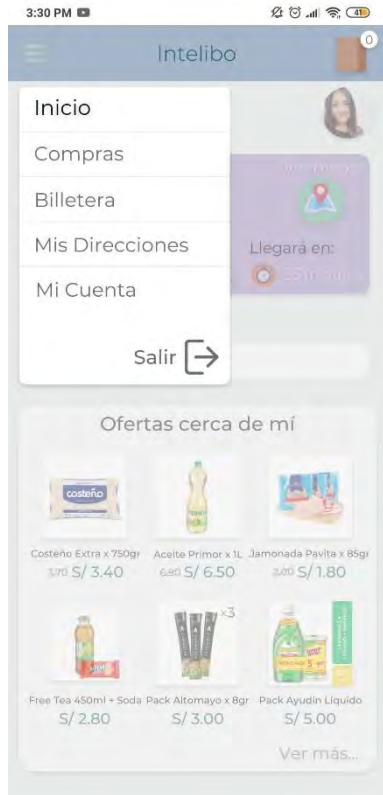 3:30 PM
41
Intelibo
0
Inicio
Compras
Billetera
Mis Direcciones
Mi Cuenta
Salir
Llegará en:
Ofertas cerca de mí
costeño
Costeño Extra x 750gr
3.70 S/ 3.40
Aceite Primor x 1L
6.90 S/ 6.50
Jamonada Pavita x 85gr
2.00 S/ 1.80
x3
Free Tea 450ml + Soda
S/ 2.80
Pack Altomayo x 8gr
S/ 3.00
Pack Ayudin Líquido
S/ 5.00
Ver más...